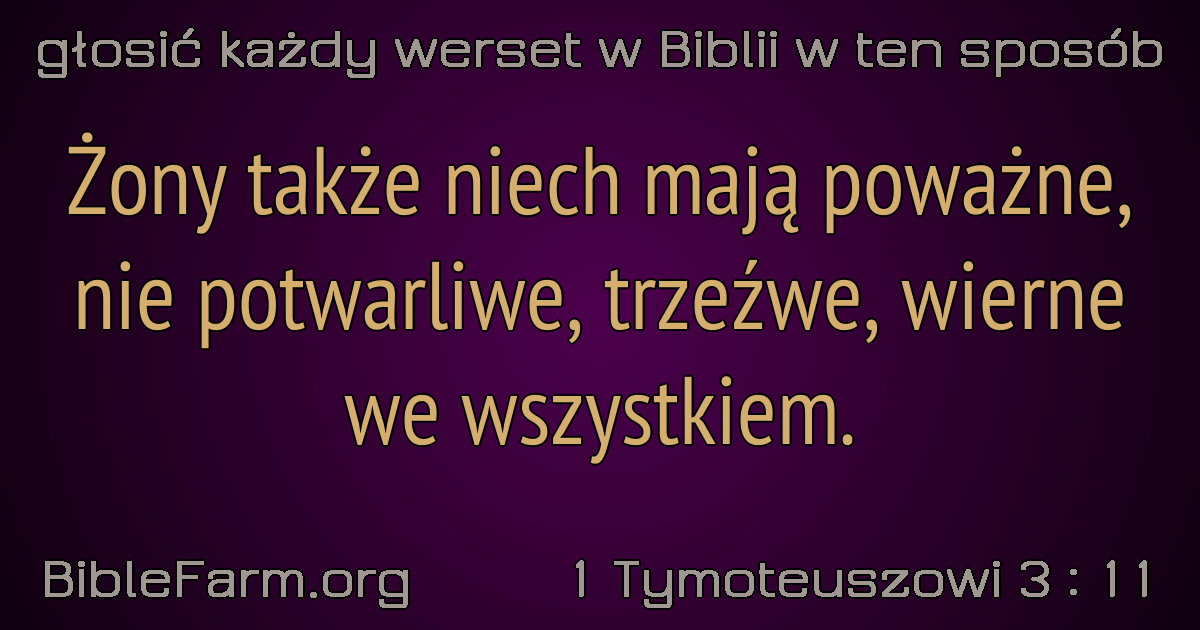 głosić każdy werset w Biblii w ten sposób
Żony także niech mają poważne,
nie potwarliwe, trzeźwe, wierne
we wszystkiem.
BibleFarm.org
1 Tymoteuszowi 3 : 11